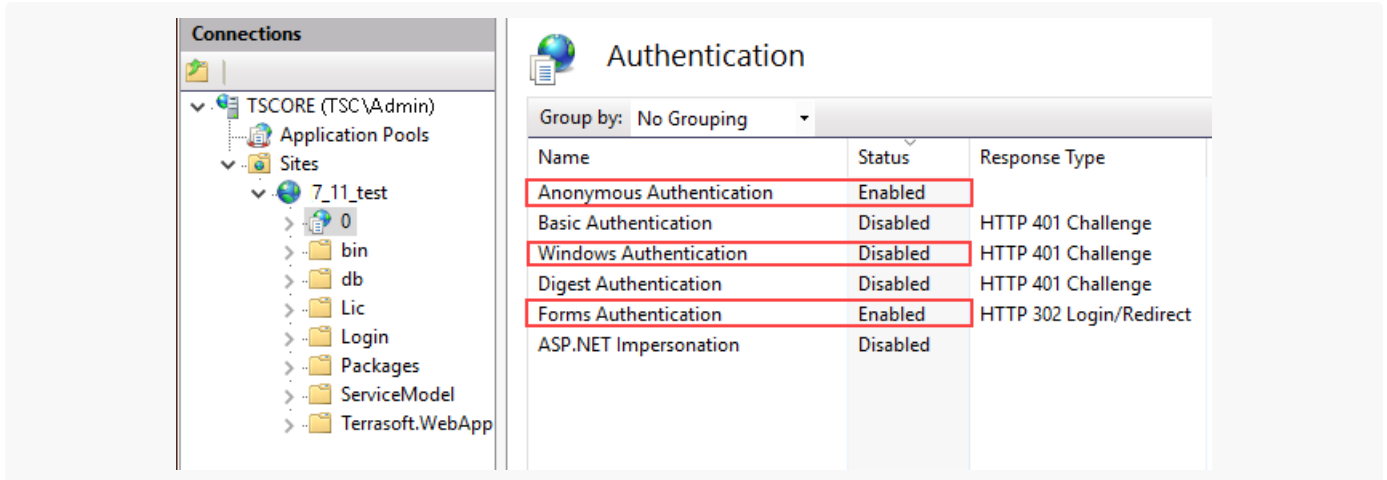 Connections
TSCORE (TSC\Admin)
Application Pools
Sites
7_11_test
0
bin
db
Lic
Login
Packages
ServiceModel
Terrasoft.WebApp
Authentication
Group by: No Grouping
Name Status Response Type
Anonymous Authentication Enabled
Basic Authentication Disabled HTTP 401 Challenge
Windows Authentication Disabled HTTP 401 Challenge
Digest Authentication Disabled HTTP 401 Challenge
Forms Authentication Enabled HTTP 302 Login/Redirect
ASP.NET Impersonation Disabled